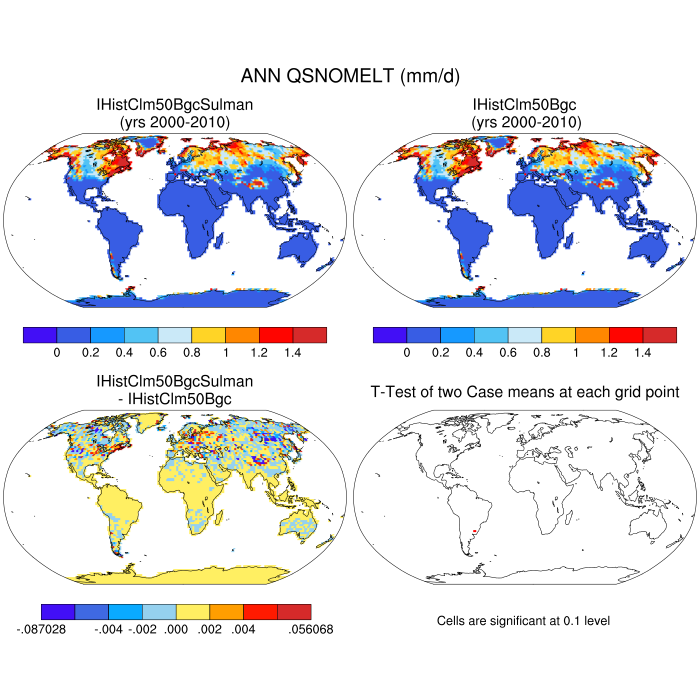 ANN QSNOMELT (mm/d)
IHistClm50BgcSulman
(yrs 2000-2010)
IHistClm50Bgc
(yrs 2000-2010)
0 0.2 0.4 0.6 0.8 1 1.2 1.4
0 0.2 0.4 0.6 0.8 1 1.2 1.4
IHistClm50BgcSulman
- IHistClm50Bgc
T-Test of two Case means at each grid point
-.087028 -.004 -.002 .000 .002 .004 .056068
Cells are significant at 0.1 level